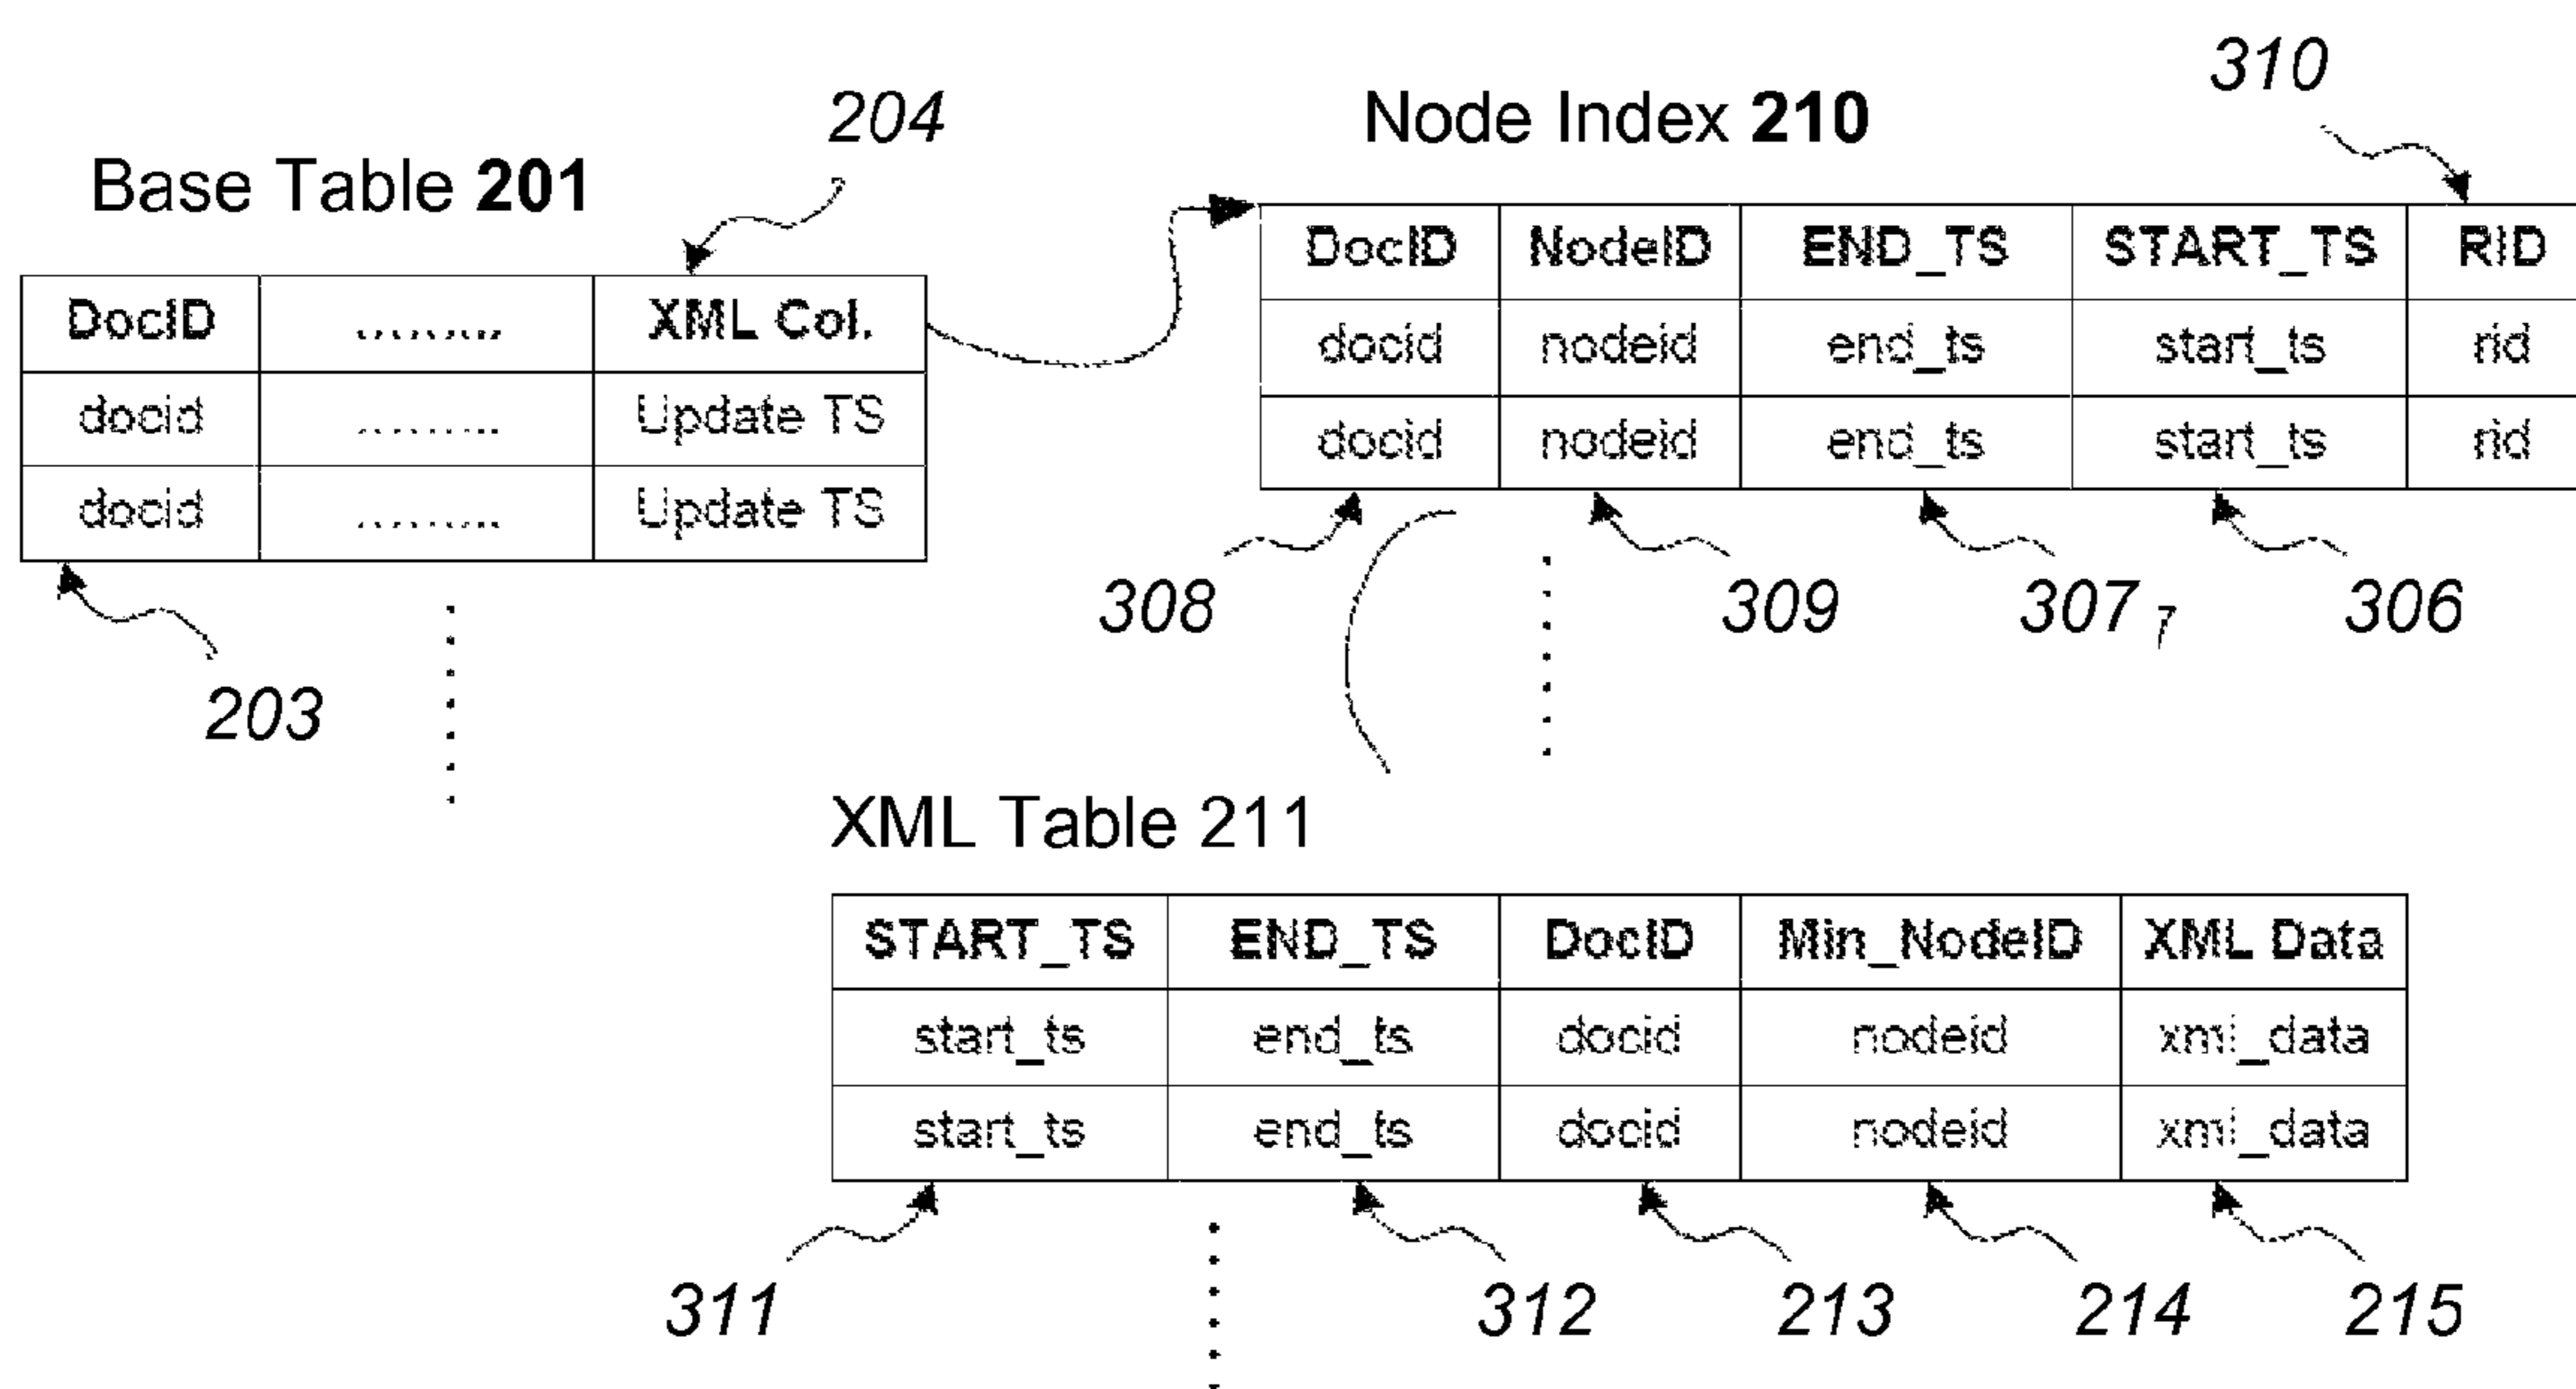 310
204
Node Index 210
Base Table 201
DocID NodeID END_TS START_TS RID
docid nodeid end_ts start_ts rid
docid nodeid end_ts start_ts rid
DocID ......... XML Col.
docid ......... Update TS
docid ......... Update TS
308 309 307 7 306
203
XML Table 211
START_TS END_TS DocID Min_NodeID XML Data
start_ts end_ts docid nodeid xml_data
start_ts end_ts docid nodeid xml_data
311 312 213 214 215